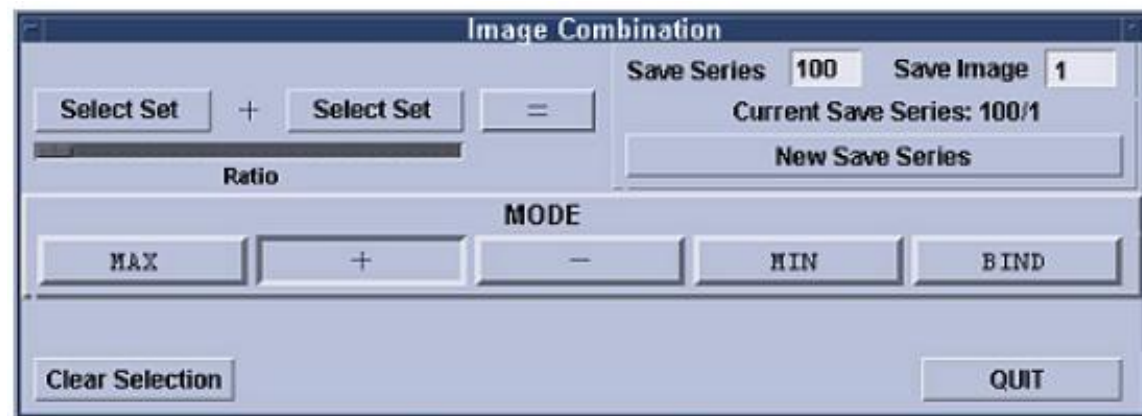 Image Combination
Save Series 100 Save Image 1
Select Set + Select Set =
Current Save Series: 100/1
Ratio
New Save Series
MODE
MAX + - MIN BIND
Clear Selection QUIT